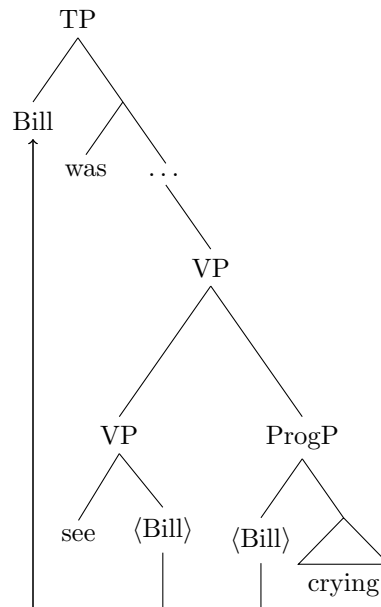 TP
Bill
was
...
VP
VP
ProgP
see
⟨Bill⟩
⟨Bill⟩
crying